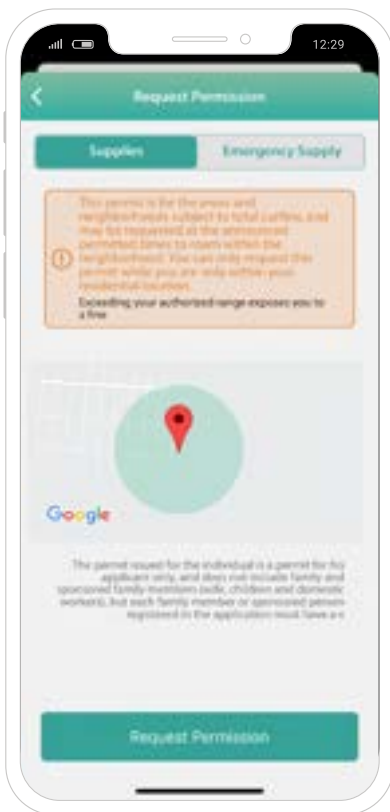 12:29
Request Permission
Supplies
Emergency Supply
This permit is for the areas and
neighborhoods subject to total curfew, and
may be requested at the announced
permitted times to roam within the
neighborhood. You can only request this
permit while you are only within your
residential location.
Exceeding your authorized range exposes you to
a fine
Google
The permit issued for the individual is a permit for his
applicant only, and does not include family and
sponsored family members (wife, children and domestic
workers), but each family member or sponsored person
registered in the application must have a
Request Permission